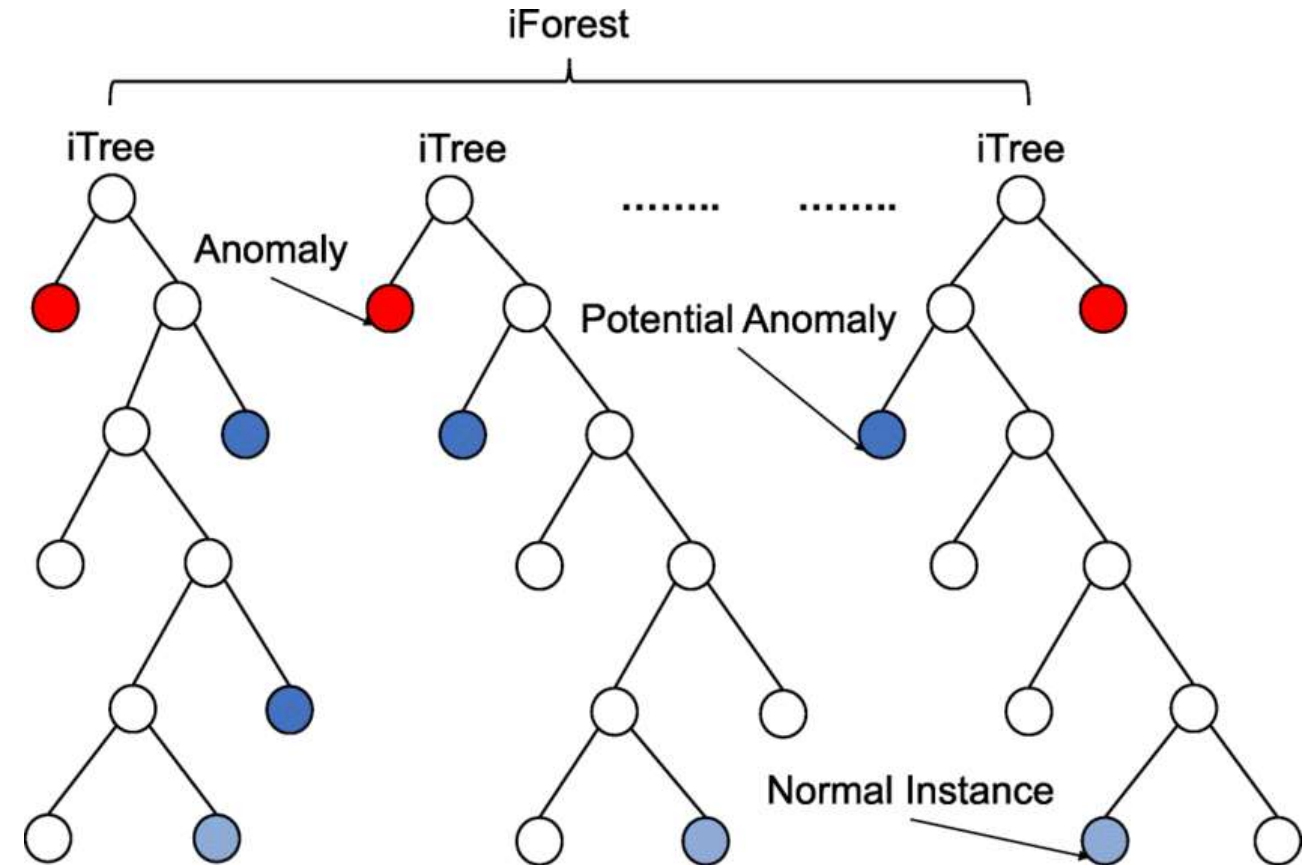 iForest
iTree iTree iTree
........ ........
Anomaly
Potential Anomaly
Normal Instance